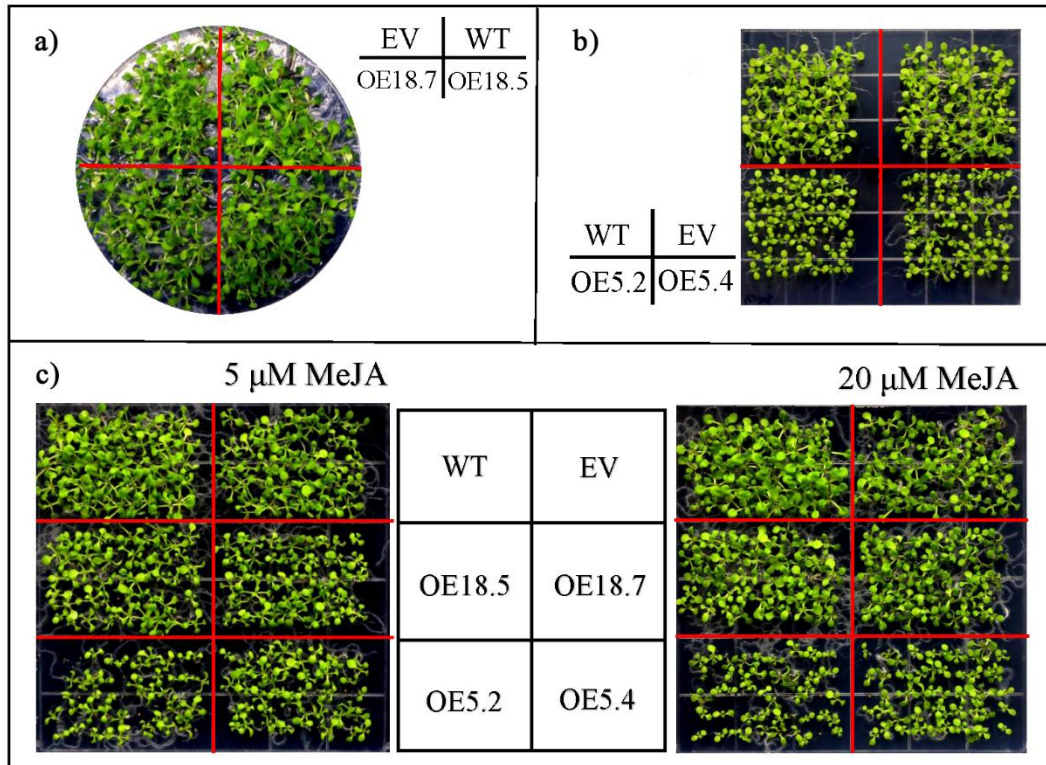 a)
EV WT
OE18.7 OE18.5
b)
WT EV
OE5.2 OE5.4
c)
5 μM MeJA
20 μM MeJA
WT EV
OE18.5 OE18.7
OE5.2 OE5.4